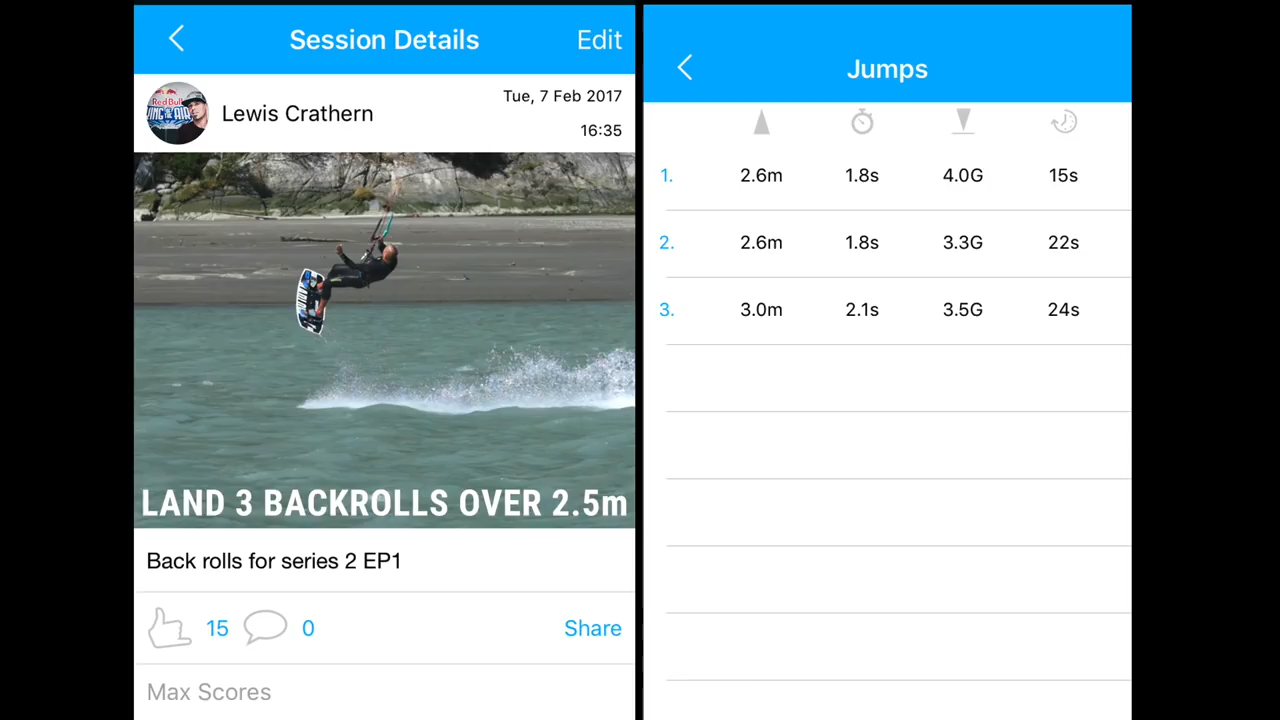 Session Details
Edit
Lewis Crathern
Tue, 7 Feb 2017
16:35
Red Bull
LAND 3 BACKROLLS OVER 2.5m
Back rolls for series 2 EP1
15
0
Share
Max Scores
Jumps
1. 2.6m 1.8s 4.0G 15s
2. 2.6m 1.8s 3.3G 22s
3. 3.0m 2.1s 3.5G 24s